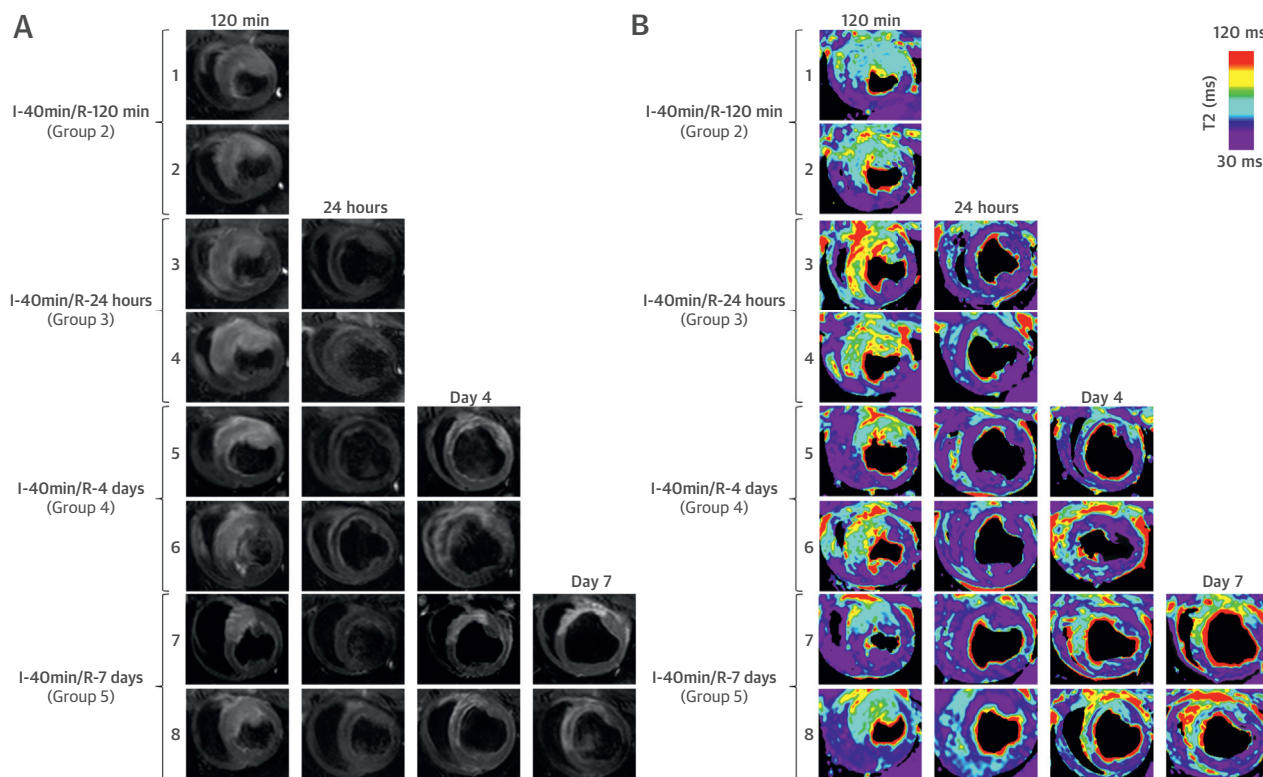 A
120 min
I-40min/R-120 min
(Group 2)
1
2
24 hours
I-40min/R-24 hours
(Group 3)
3
4
Day 4
I-40min/R-4 days
(Group 4)
5
6
Day 7
I-40min/R-7 days
(Group 5)
7
8
B
120 min
I-40min/R-120 min
(Group 2)
1
2
120 ms
T2 (ms)
30 ms
24 hours
I-40min/R-24 hours
(Group 3)
3
4
Day 4
I-40min/R-4 days
(Group 4)
5
6
Day 7
I-40min/R-7 days
(Group 5)
7
8